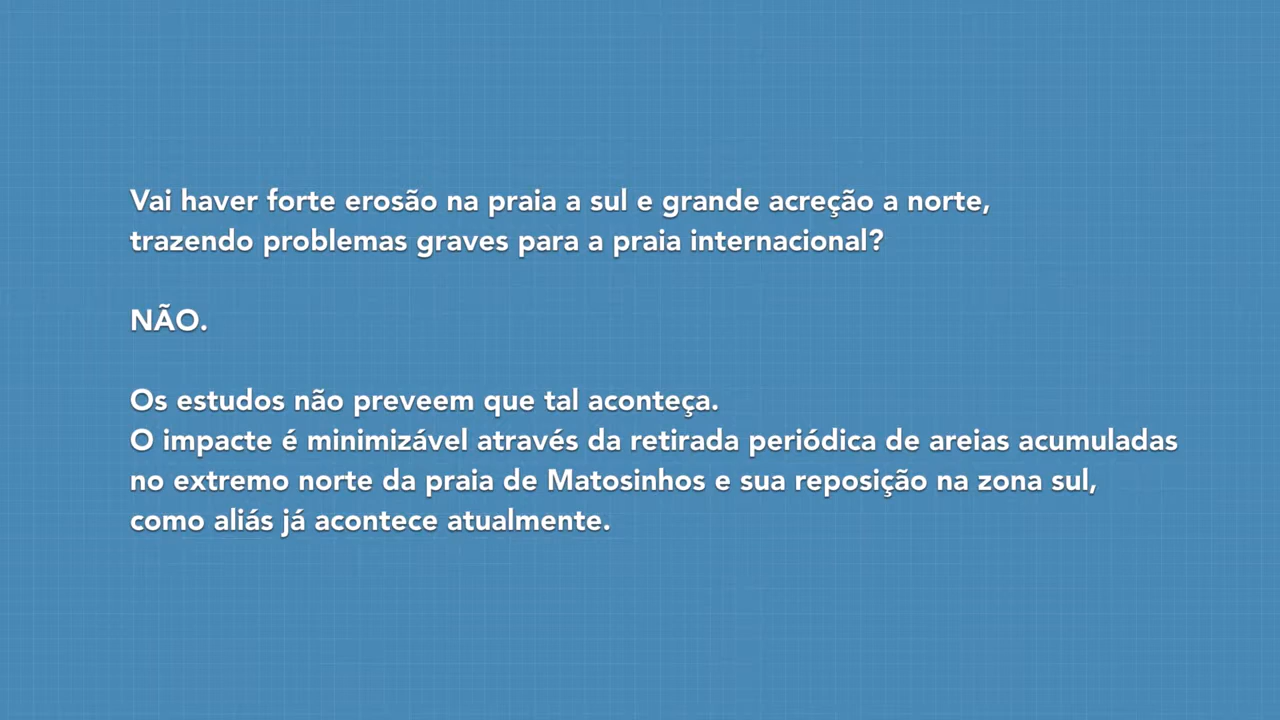 Vai haver forte erosão na praia a sul e grande acreção a norte,
trazendo problemas graves para a praia internacional?
NÃO.
Os estudos não preveem que tal aconteça.
O impacte é minimizável através da retirada periódica de areias acumuladas
no extremo norte da praia de Matosinhos e sua reposição na zona sul,
como aliás já acontece atualmente.